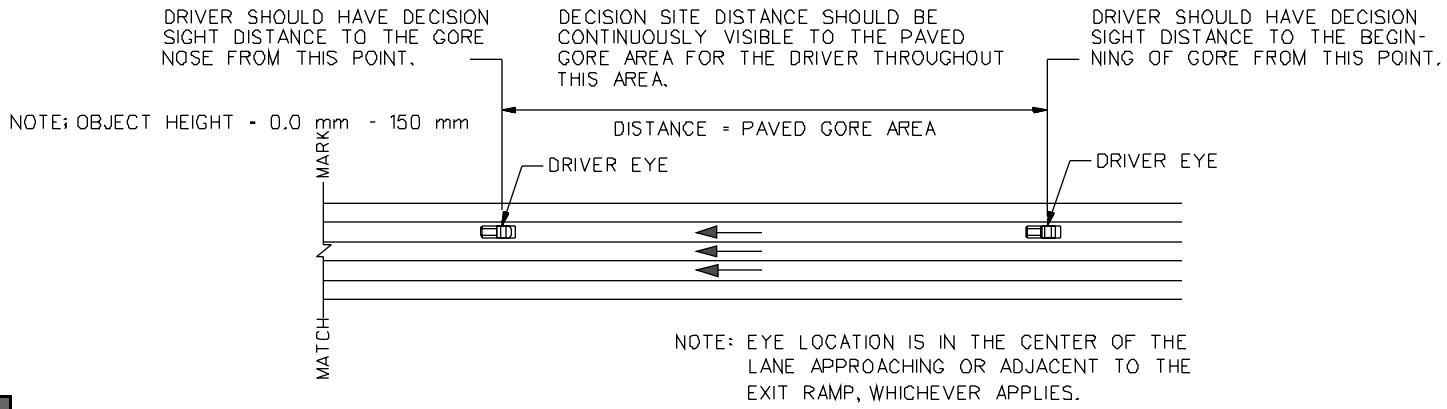 DRIVER SHOULD HAVE DECISION
SIGHT DISTANCE TO THE GORE
NOSE FROM THIS POINT.
DECISION SITE DISTANCE SHOULD BE
CONTINUOUSLY VISIBLE TO THE PAVED
GORE AREA FOR THE DRIVER THROUGHOUT
THIS AREA.
DRIVER SHOULD HAVE DECISION
SIGHT DISTANCE TO THE BEGIN-
NING OF GORE FROM THIS POINT.
NOTE; OBJECT HEIGHT - 0.0 mm - 150 mm
DISTANCE = PAVED GORE AREA
DRIVER EYE
DRIVER EYE
MATCH MARK
NOTE: EYE LOCATION IS IN THE CENTER OF THE
LANE APPROACHING OR ADJACENT TO THE
EXIT RAMP, WHICHEVER APPLIES.